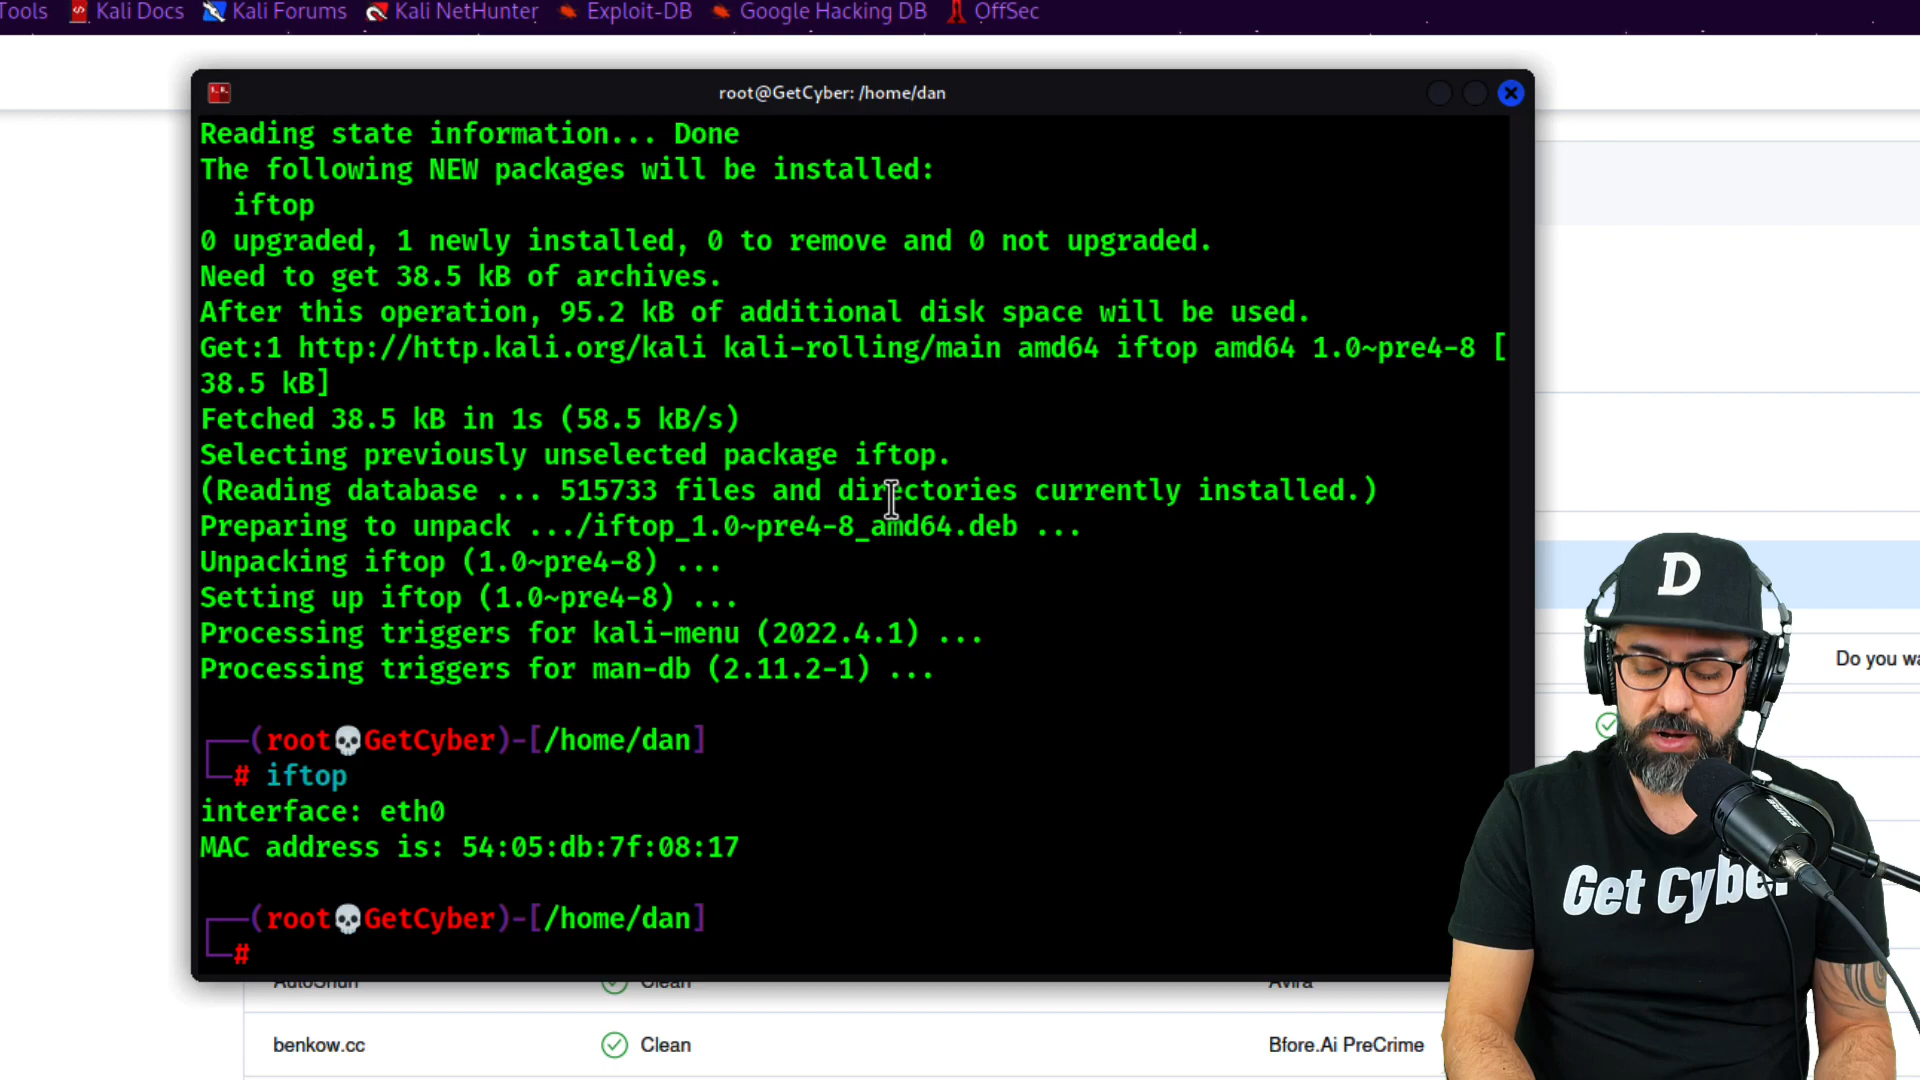 Tools Kali Docs Kali Forums Kali NetHunter Exploit-DB Google Hacking DB OffSec
root@GetCyber: /home/dan
Reading state information... Done
The following NEW packages will be installed:
iftop
0 upgraded, 1 newly installed, 0 to remove and 0 not upgraded.
Need to get 38.5 kB of archives.
After this operation, 95.2 kB of additional disk space will be used.
Get:1 http://http.kali.org/kali kali-rolling/main amd64 iftop amd64 1.0~pre4-8 [
38.5 kB]
Fetched 38.5 kB in 1s (58.5 kB/s)
Selecting previously unselected package iftop.
(Reading database ... 515733 files and directories currently installed.)
Preparing to unpack .../iftop_1.0~pre4-8_amd64.deb ...
Unpacking iftop (1.0~pre4-8) ...
Setting up iftop (1.0~pre4-8) ...
Processing triggers for kali-menu (2022.4.1) ...
Processing triggers for man-db (2.11.2-1) ...
(root💀GetCyber)-[/home/dan]
# iftop
interface: eth0
MAC address is: 54:05:db:7f:08:17
(root💀GetCyber)-[/home/dan]
#
AutoShun Clean Avira
benkow.cc Clean Bfore.Ai PreCrime
Do you
D
SHURE
Get Cyber